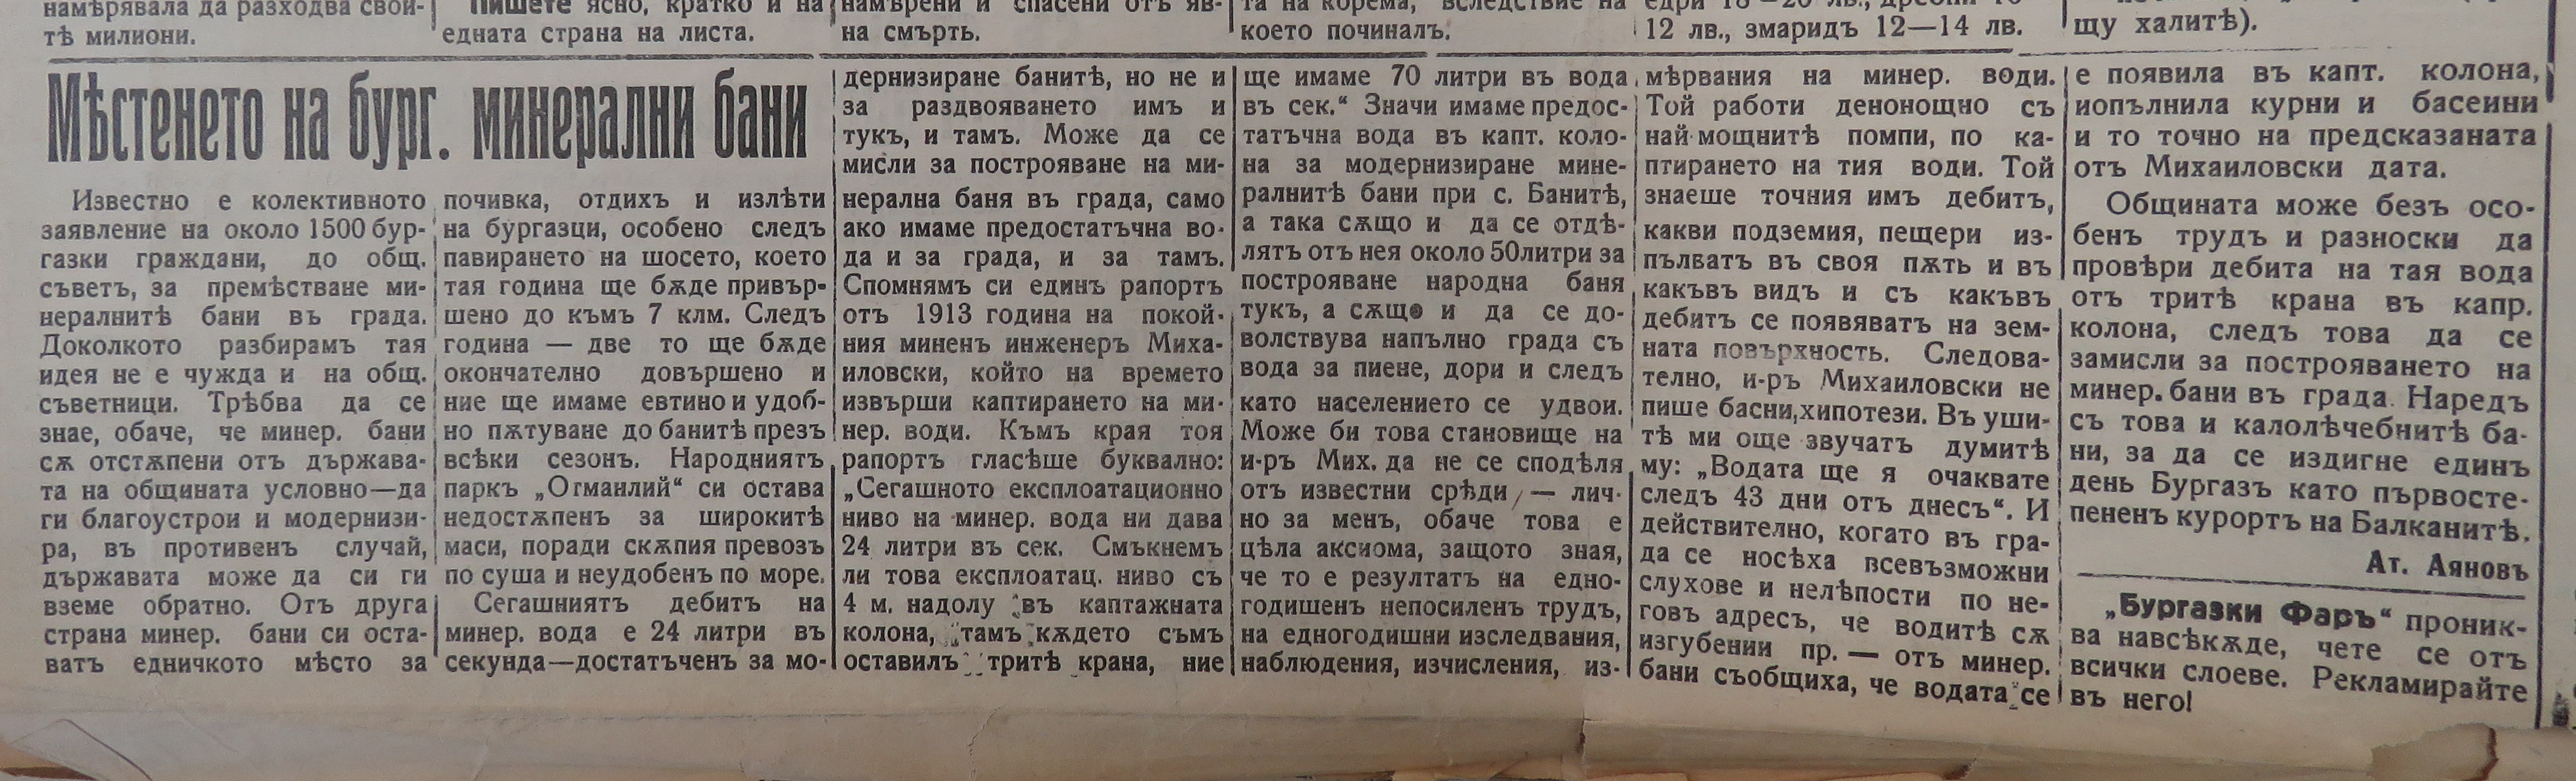 намѣрявала да разходва свои-
тѣ милиони.
Пишете ясно, кратко и на
едната страна на листа.
намѣрени и спасени отъ яв-
на смърть.
та на корема, вследствие на
което починалъ.
12 лв., змаридъ 12—14 лв.
щу халитѣ).
Мѣстенето на бург. минерални бани
Известно е колективното
заявление на около 1500 бур-
газки граждани, до общ.
съветъ, за премѣстване ми-
нералнитѣ бани въ града.
Доколкото разбирамъ тая
идея не е чужда и на общ.
съветници. Трѣбва да се
знае, обаче, че минер. бани
сѫ отстѫпени отъ държава-
та на общината условно—да
ги благоустрои и модернизи-
ра, въ противенъ случай,
държавата може да си ги
вземе обратно. Отъ друга
страна минер. бани си оста-
ватъ едничкото мѣсто за
почивка, отдихъ и излѣти
на бургазци, особено следъ
павирането на шосето, което
тая година ще бѫде привър-
шено до къмъ 7 клм. Следъ
година — две то ще бѫде
окончателно довършено и
ние ще имаме евтино и удоб-
но пѫтуване до банитѣ презъ
всѣки сезонъ. Народниятъ
паркъ „Огманлий“ си остава
недостѫпенъ за широкитѣ
маси, поради скѫпия превозъ
по суша и неудобенъ по море.
Сегашниятъ дебитъ на
минер. вода е 24 литри въ
секунда—достатъченъ за мо-
дернизиране банитѣ, но не и
за раздвояването имъ и
тукъ, и тамъ. Може да се
мисли за построяване на ми-
нерална баня въ града, само
ако имаме предостатъчна во-
да и за града, и за тамъ.
Спомнямъ си единъ рапортъ
отъ 1913 година на покой-
ния миненъ инженеръ Миха-
иловски, който на времето
извърши каптирането на ми-
нер. води. Къмъ края тоя
рапортъ гласѣше буквално:
„Сегашното експлоатационно
ниво на минер. вода ни дава
24 литри въ сек. Смъкнемъ
ли това експлоатац. ниво съ
4 м. надолу въ каптажната
колона, тамъ кѫдето съмъ
оставилъ тритѣ крана, ние
ще имаме 70 литри въ вода
въ сек.“ Значи имаме предос-
татъчна вода въ капт. коло-
на за модернизиране мине-
ралнитѣ бани при с. Банитѣ,
а така сѫщо и да се отдѣ-
лятъ отъ нея около 50литри за
построяване народна баня
тукъ, а сѫщо и да се до-
волствува напълно града съ
вода за пиене, дори и следъ
като населението се удвои.
Може би това становище на
и-ръ Мих. да не се сподѣля
отъ известни срѣди, — лич-
но за менъ, обаче това е
цѣла аксиома, защото зная,
че то е резултатъ на едно-
годишенъ непосиленъ трудъ,
на едногодишни изследвания,
наблюдения, изчисления, из-
мѣрвания на минер. води.
Той работи денонощно съ
най-мощнитѣ помпи, по ка-
птирането на тия води. Той
знаеше точния имъ дебитъ,
какви подземия, пещери из-
пълватъ въ своя пѫть и въ
какъвъ видъ и съ какъвъ
дебитъ се появяватъ на зем-
ната повърхность. Следова-
телно, и-ръ Михаиловски не
пише басни,хипотези. Въ уши-
тѣ ми още звучатъ думитѣ
му: „Водата ще я очаквате
следъ 43 дни отъ днесъ“. И
действително, когато въ гра-
да се носѣха всевъзможни
слухове и нелѣпости по не-
говъ адресъ, че водитѣ сѫ
изгубении пр. — отъ минер.
бани съобщиха, че водата се
е появила въ капт. колона,
иопълнила курни и басеини
и то точно на предсказаната
отъ Михаиловски дата.
Общината може безъ осо-
бенъ трудъ и разноски да
провѣри дебита на тая вода
отъ тритѣ крана въ капр.
колона, следъ това да се
замисли за построяването на
минер. бани въ града. Наредъ
съ това и калолѣчебнитѣ ба-
ни, за да се издигне единъ
день Бургазъ като първосте-
пененъ курортъ на Балканитѣ.
Ат. Аяновъ
„Бургазки Фаръ“ проник-
ва навсѣкѫде, чете се отъ
всички слоеве. Рекламирайте
въ него!